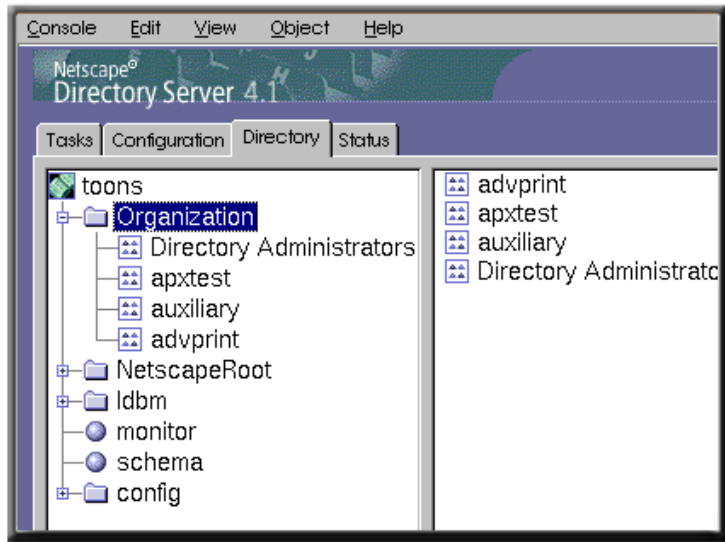 Console Edit View Object Help
Netscape®
Directory Server 4.1
Tasks Configuration Directory Status
toons
Organization
Directory Administrators
apxtest
auxiliary
advprint
NetscapeRoot
ldbm
monitor
schema
config
advprint
apxtest
auxiliary
Directory Administrato